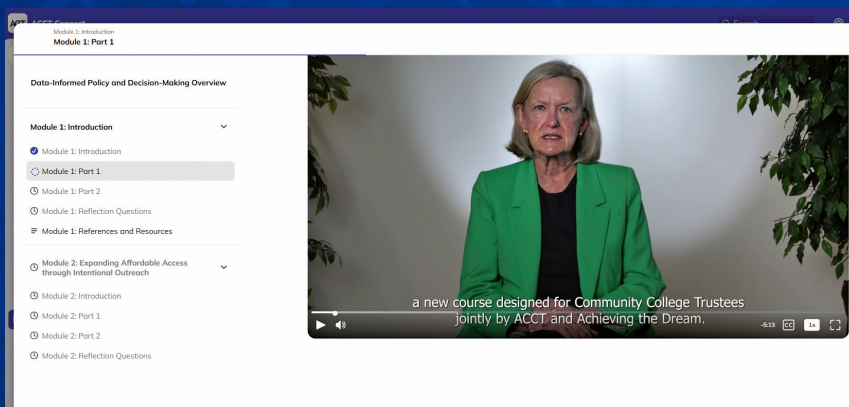 ACCT
ACCT Connect
Search
Module 1: Introduction
Module 1: Part 1
Data-Informed Policy and Decision-Making Overview
Module 1: Introduction
Module 1: Introduction
Module 1: Part 1
Module 1: Part 2
Module 1: Reflection Questions
Module 1: References and Resources
Module 2: Expanding Affordable Access
through Intentional Outreach
Module 2: Introduction
Module 2: Part 1
Module 2: Part 2
Module 2: Reflection Questions
a new course designed for Community College Trustees
jointly by ACCT and Achieving the Dream.
-5:13 CC 1x